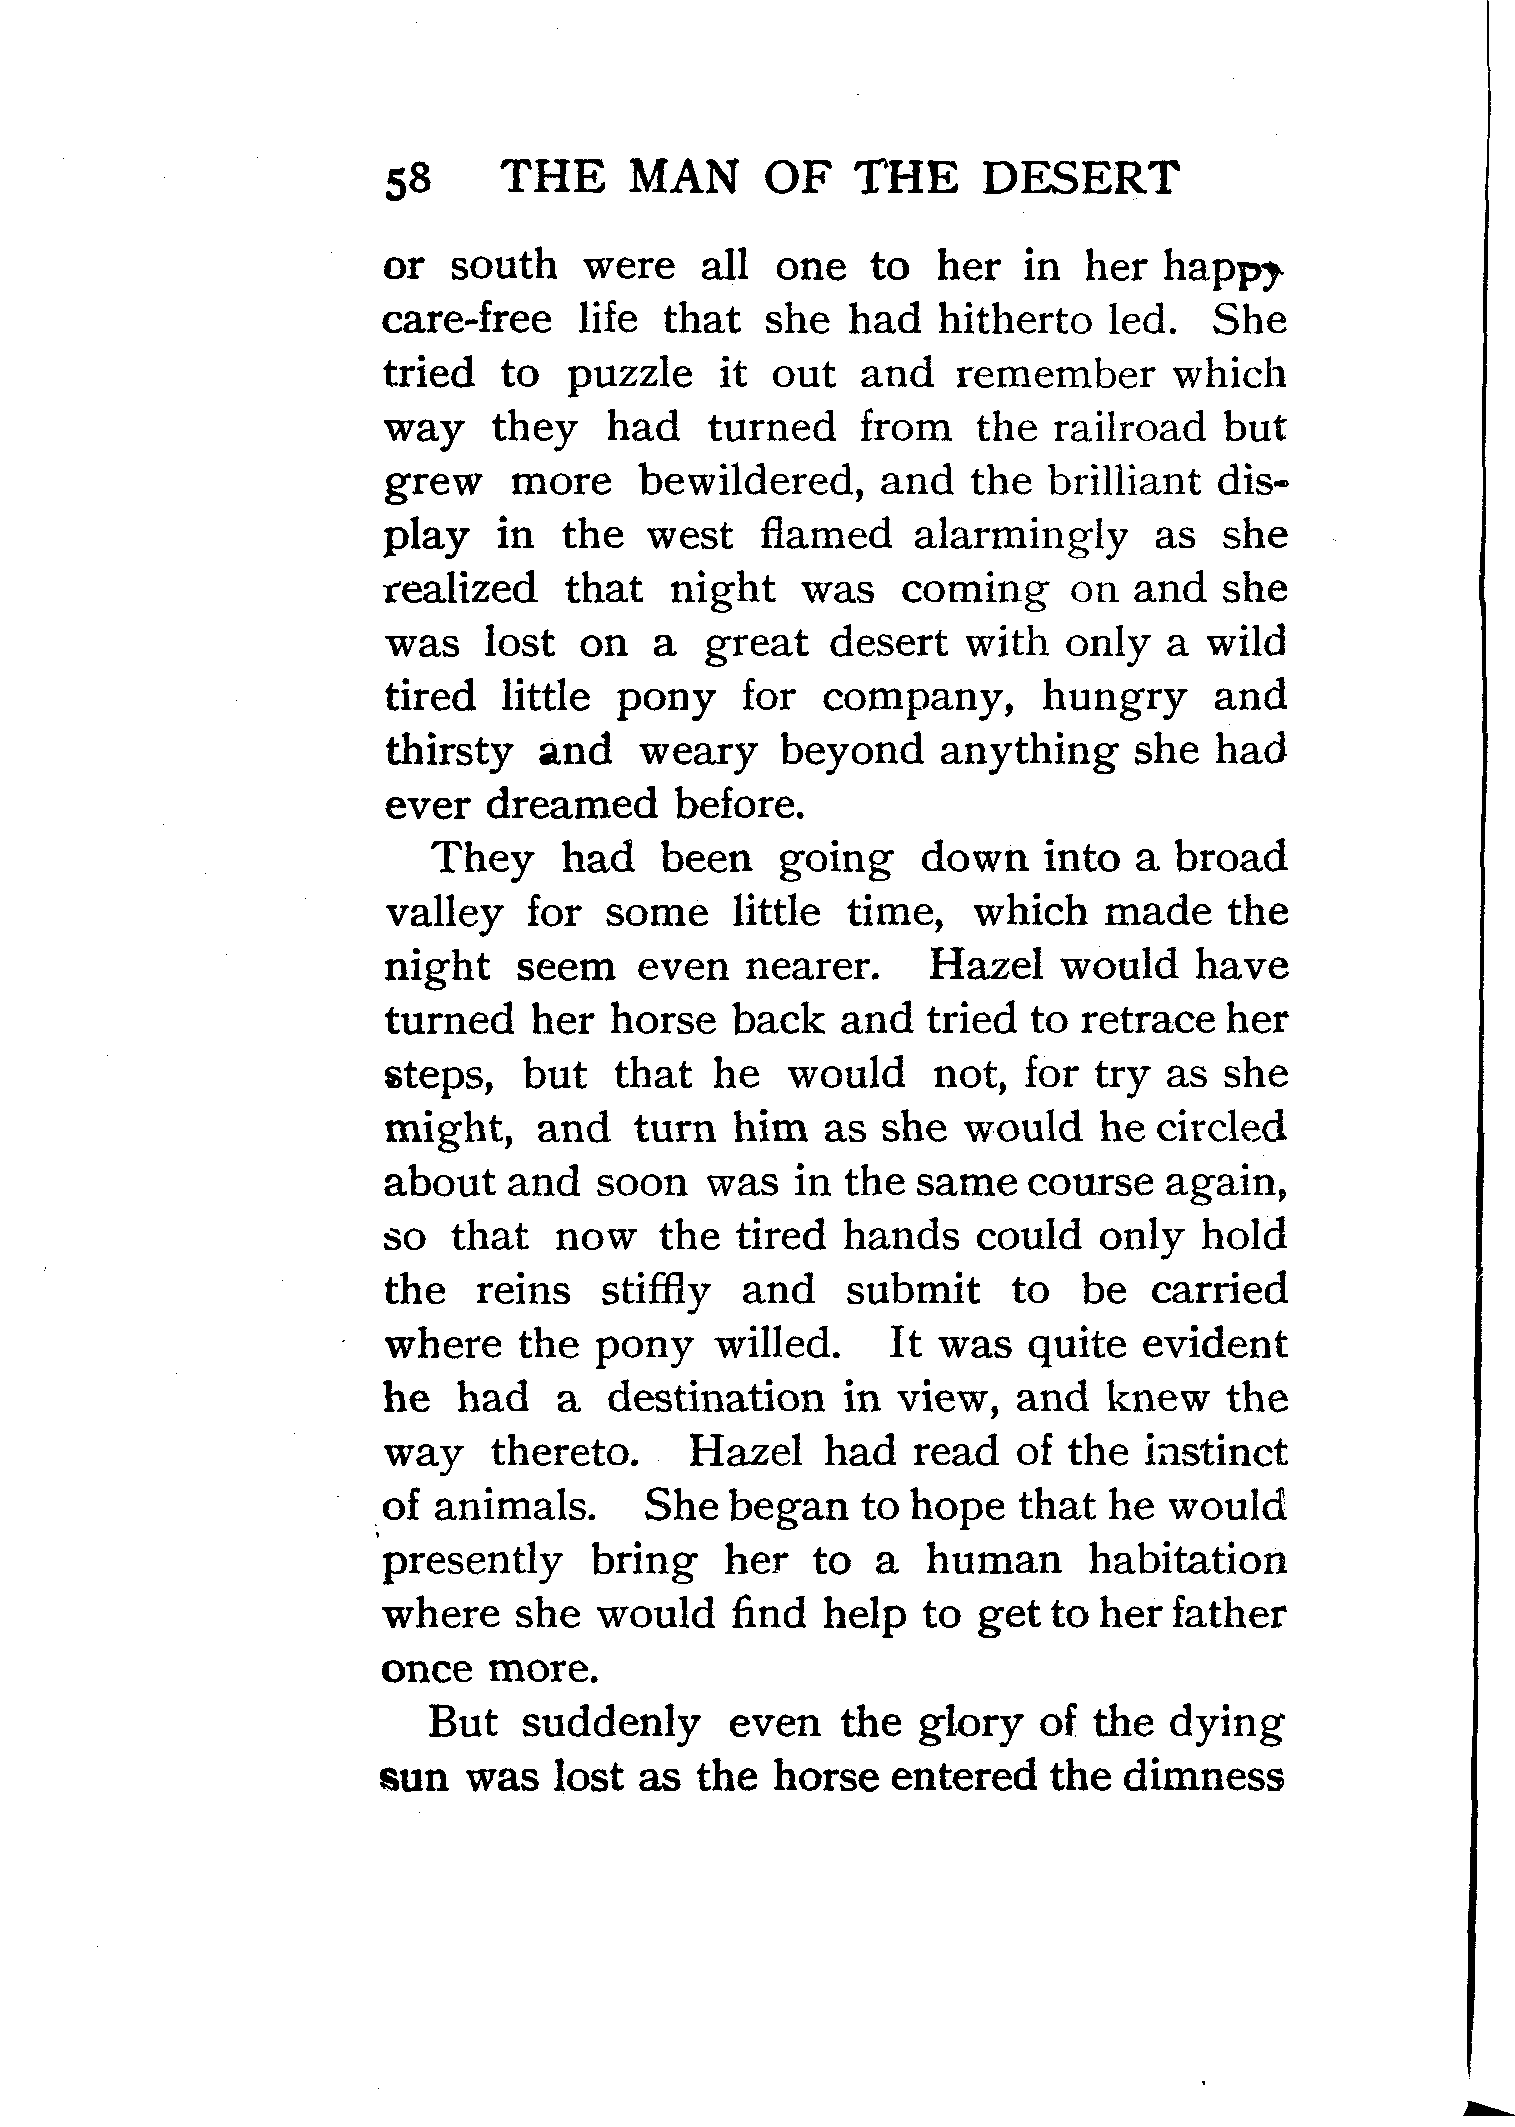 58 THE MAN OF THE DESERT
or south were all one to her in her happy
care-free life that she had hitherto led. She
tried to puzzle it out and remember which
way they had turned from the railroad but
grew more bewildered, and the brilliant dis-
play in the west flamed alarmingly as she
realized that night was coming on and she
was lost on a great desert with only a wild
tired little pony for company, hungry and
thirsty and weary beyond anything she had
ever dreamed before.
They had been going down into a broad
valley for some little time, which made the
night seem even nearer. Hazel would have
turned her horse back and tried to retrace her
steps, but that he would not, for try as she
might, and turn him as she would he circled
about and soon was in the same course again,
so that now the tired hands could only hold
the reins stiffly and submit to be carried
where the pony willed. It was quite evident
he had a destination in view, and knew the
way thereto. Hazel had read of the instinct
of animals. She began to hope that he would
presently bring her to a human habitation
where she would find help to get to her father
once more.
But suddenly even the glory of the dying
sun was lost as the horse entered the dimness